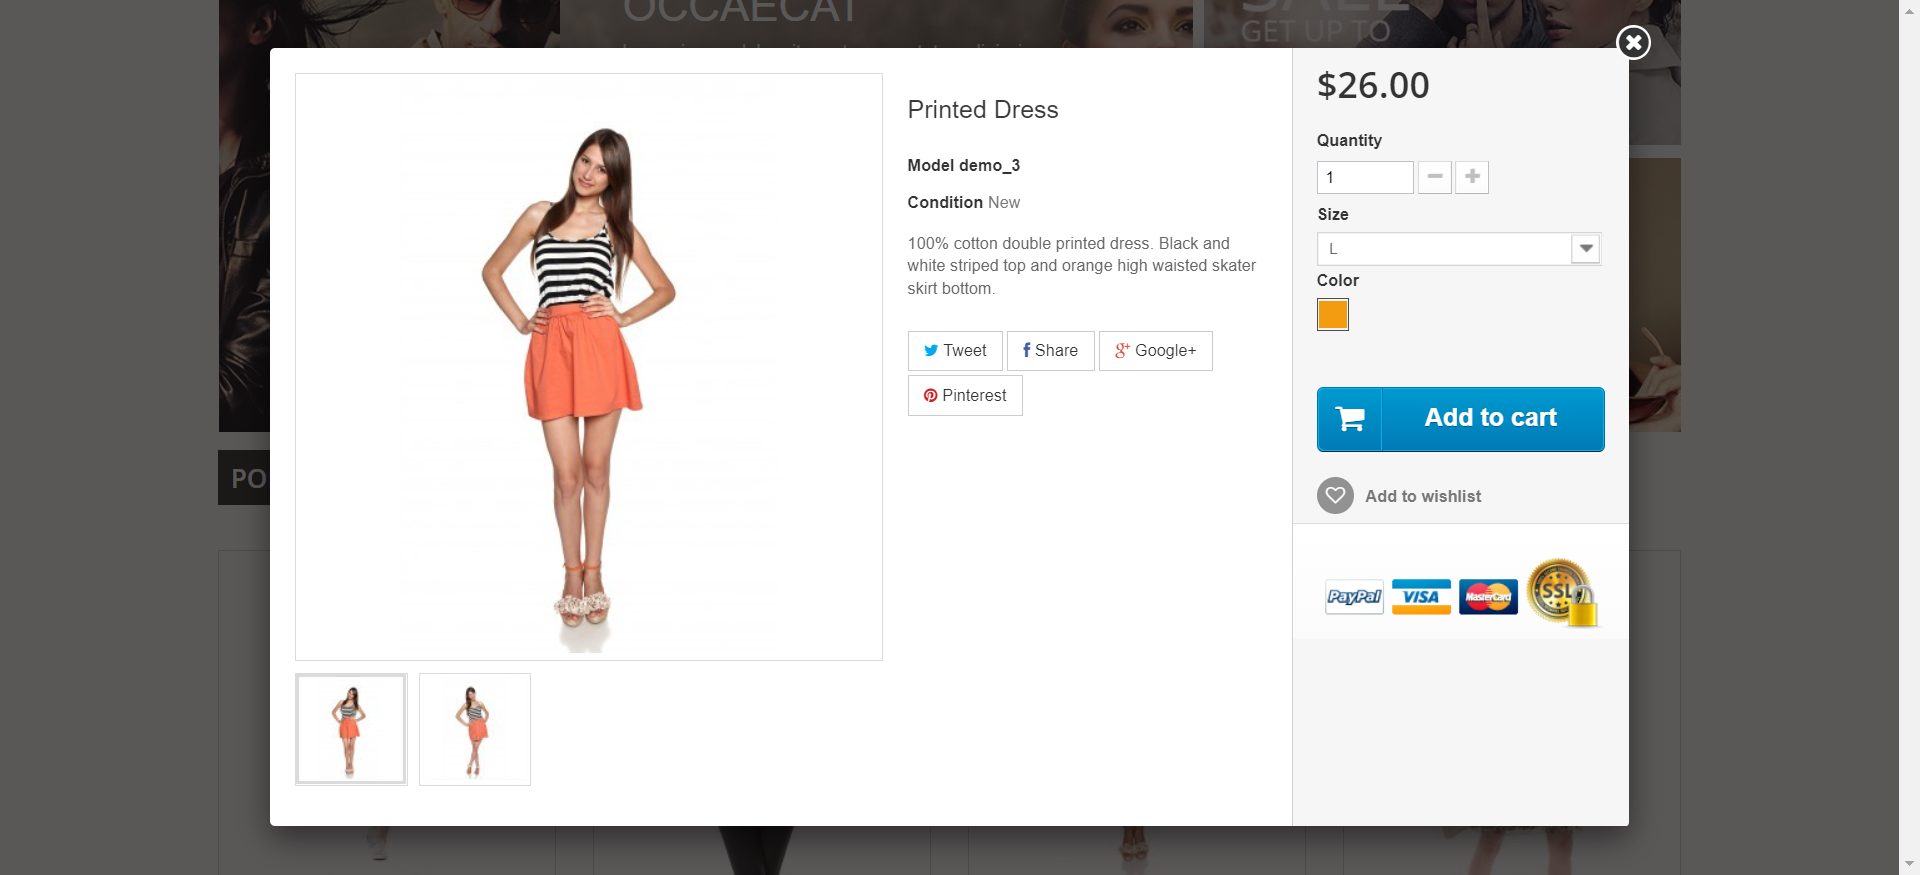 OCCAECAT
SALE
GET UP TO
Printed Dress
Model demo_3
Condition New
100% cotton double printed dress. Black and
white striped top and orange high waisted skater
skirt bottom.
Tweet
Share
Google+
Pinterest
$26.00
Quantity
1
Size
L
Color
Add to cart
Add to wishlist
PayPal
VISA
MasterCard
SSL
PO